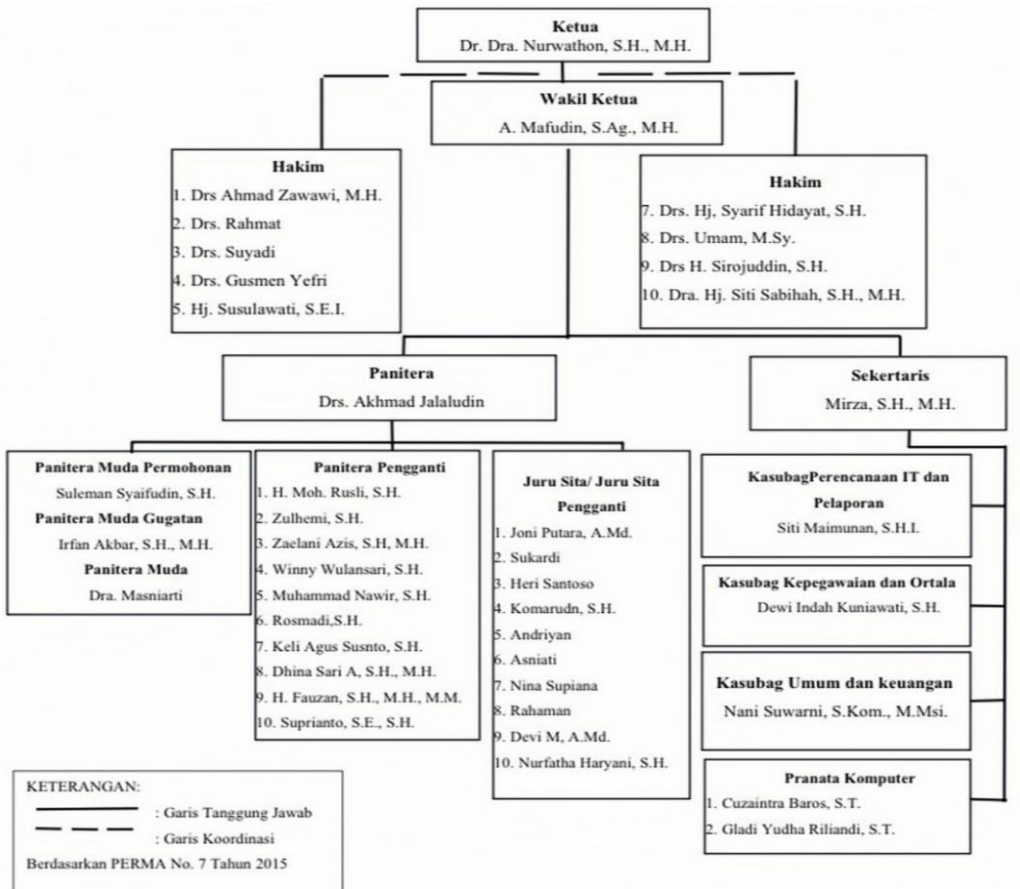 Ketua
Dr. Dra. Nurwathon, S.H., M.H.
Wakil Ketua
A. Mafudin, S.Ag., M.H.
Hakim
1. Drs Ahmad Zawawi, M.H.
2. Drs. Rahmat
3. Drs. Suyadi
4. Drs. Gusmen Yefri
5. Hj. Susulawati, S.E.I.
Hakim
7. Drs. Hj, Syarif Hidayat, S.H.
8. Drs. Umam, M.Sy.
9. Drs H. Sirojuddin, S.H.
10. Dra. Hj. Siti Sabihah, S.H., M.H.
Panitera
Drs. Akhmad Jalaludin
Sekertaris
Mirza, S.H., M.H.
Panitera Muda Permohonan
Suleman Syaifudin, S.H.
Panitera Muda Gugatan
Irfan Akbar, S.H., M.H.
Panitera Muda
Dra. Masniarti
Panitera Pengganti
1. H. Moh. Rusli, S.H.
2. Zulhemi, S.H.
3. Zaelani Azis, S.H, M.H.
4. Winny Wulansari, S.H.
5. Muhammad Nawir, S.H.
6. Rosmadi,S.H.
7. Keli Agus Susnto, S.H.
8. Dhina Sari A, S.H., M.H.
9. H. Fauzan, S.H., M.H., M.M.
10. Suprianto, S.E., S.H.
Juru Sita/ Juru Sita
Pengganti
1. Joni Putara, A.Md.
2. Sukardi
3. Heri Santoso
4. Komarudn, S.H.
5. Andriyan
6. Asniati
7. Nina Supiana
8. Rahaman
9. Devi M, A.Md.
10. Nurfatha Haryani, S.H.
KasubagPerencanaan IT dan
Pelaporan
Siti Maimunan, S.H.I.
Kasubag Kepegawaian dan Ortala
Dewi Indah Kuniawati, S.H.
Kasubag Umum dan keuangan
Nani Suwarni, S.Kom., M.Msi.
Pranata Komputer
1. Cuzaintra Baros, S.T.
2. Gladi Yudha Riliandi, S.T.
KETERANGAN:
: Garis Tanggung Jawab
: Garis Koordinasi
Berdasarkan PERMA No. 7 Tahun 2015